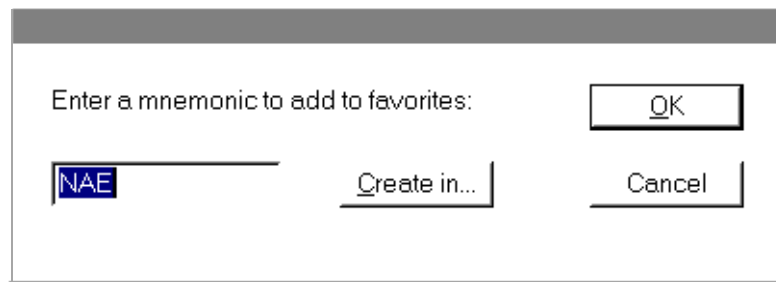 Enter a mnemonic to add to favorites:
OK
NAE
Create in...
Cancel